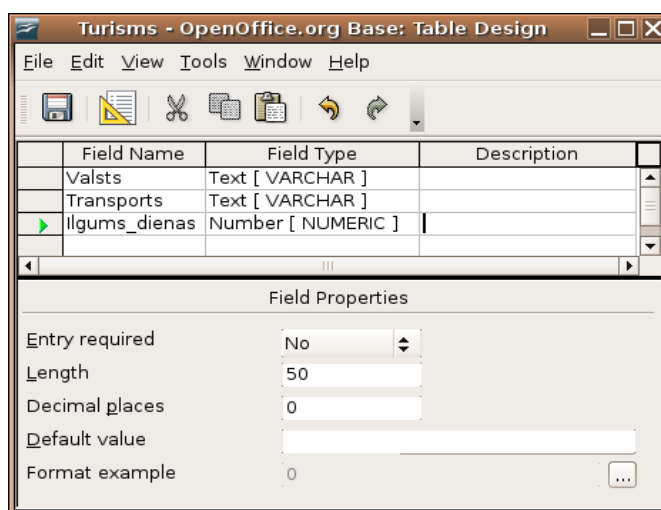 Turisms - OpenOffice.org Base: Table Design
File Edit View Tools Window Help
Field Name Field Type Description
Valsts Text [ VARCHAR ]
Transports Text [ VARCHAR ]
Ilgums_dienas Number [ NUMERIC ]
Field Properties
Entry required No
Length 50
Decimal places 0
Default value
Format example 0 ...